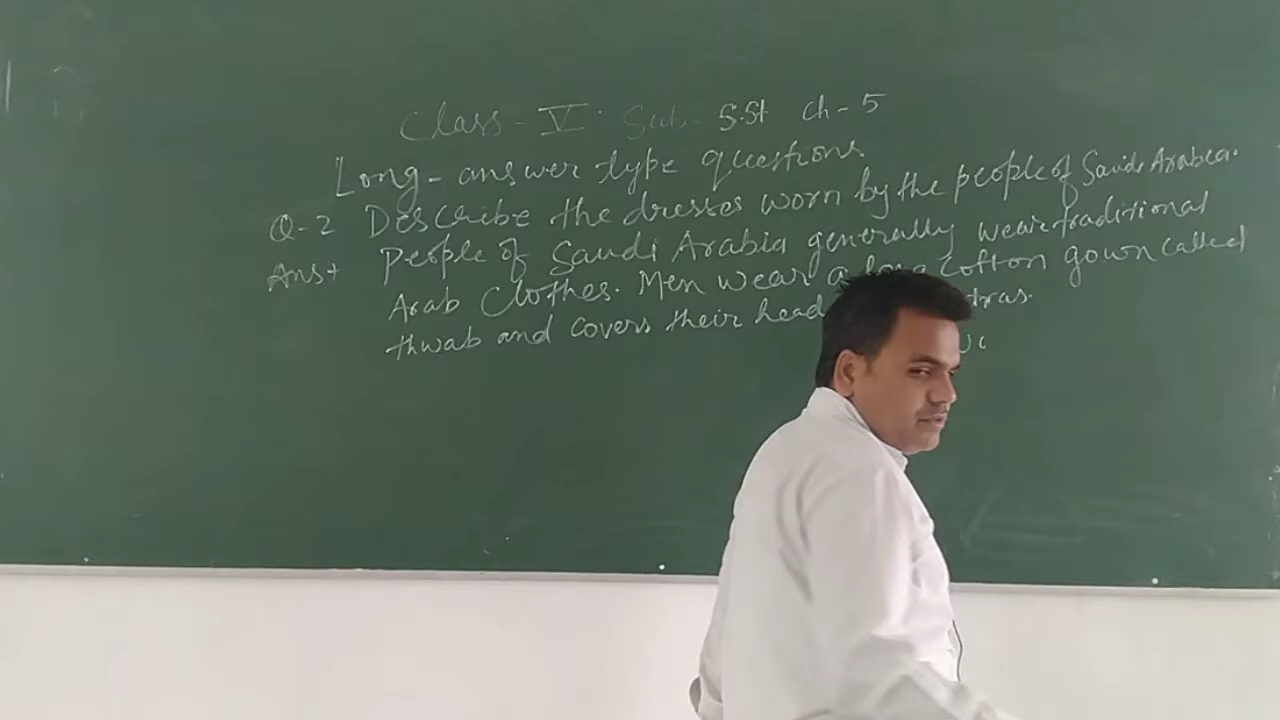 Class - V Sub - S.St Ch - 5
Long - answer type questions
Q-2 Describe the dresses worn by the people of Saudi Arabia.
Ans+ People of Saudi Arabia generally wear traditional
Arab Clothes. Men wear a long cotton gown called
thwab and covers their head